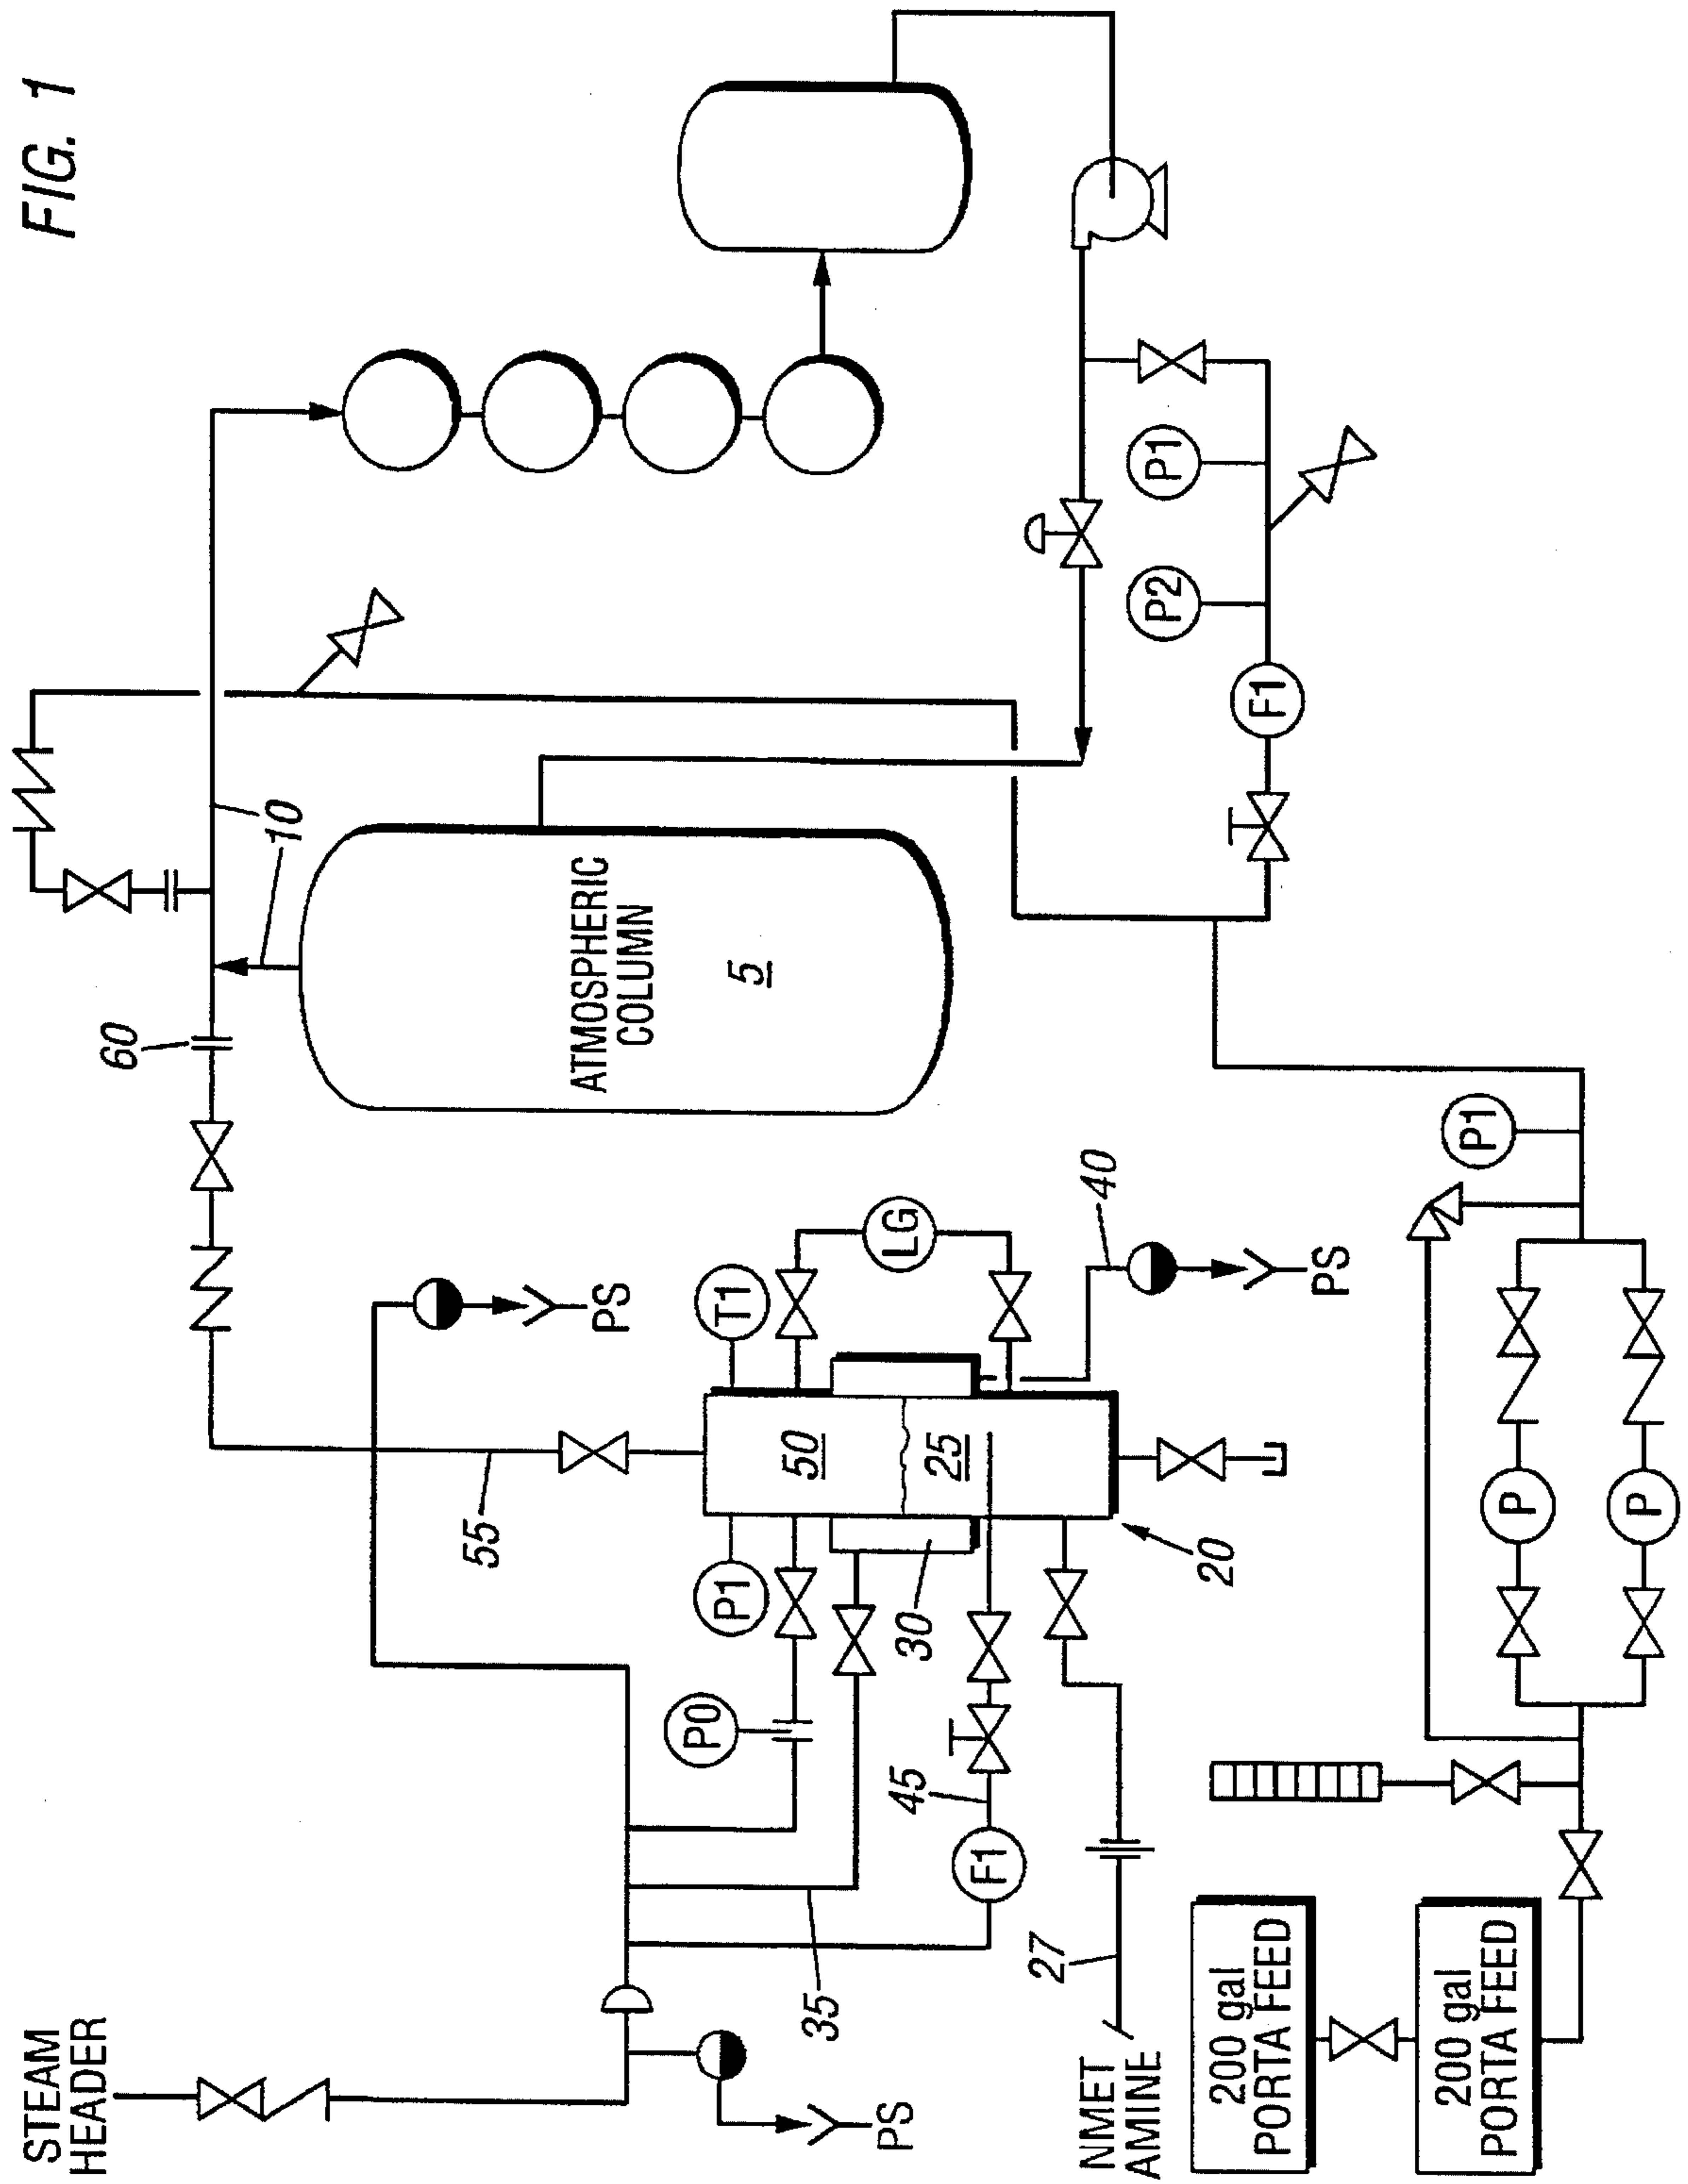 FIG. 1
STEAM
HEADER
PS
35
P0
P1
55
50
25
30
T1
LG
PS
40
PS
45
F1
27
NMET
AMINE
20
60
10
ATMOSPHERIC
COLUMN
5
P2
P1
F1
P1
P
P
200 gal
PORTA FEED
200 gal
PORTA FEED